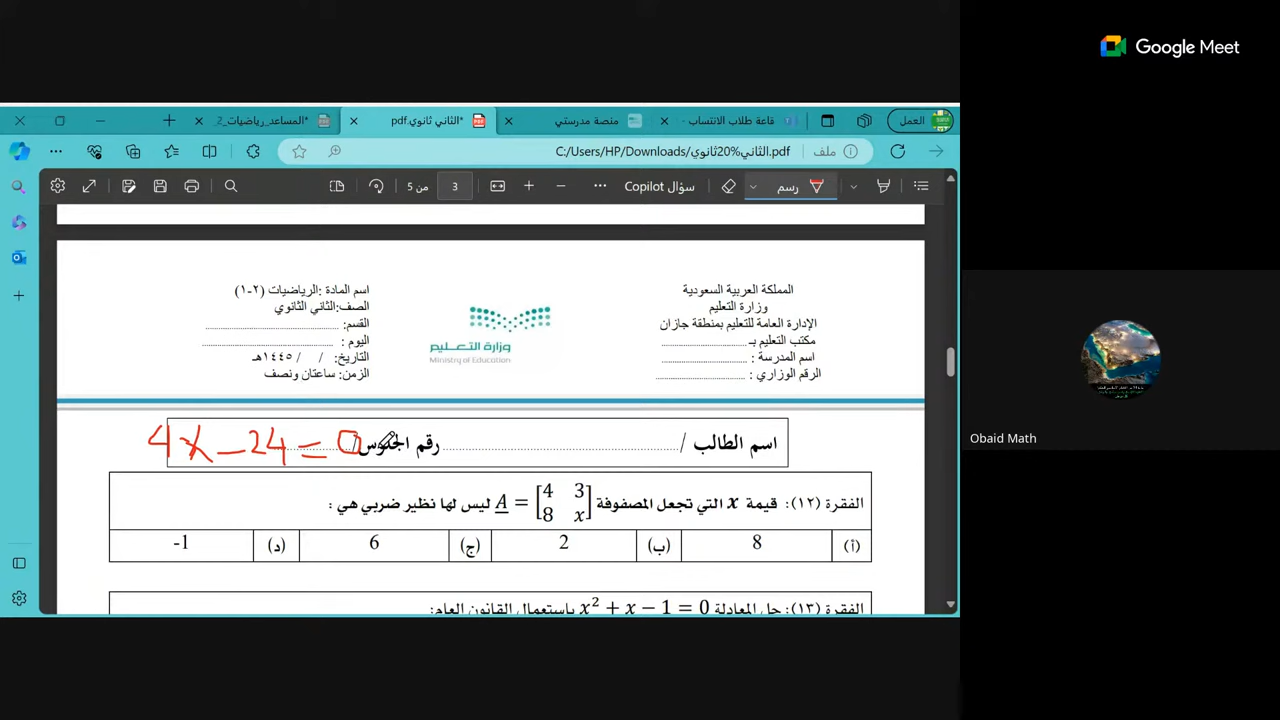 Google Meet
العمل
قاعة طلاب الانتساب -
منصة مدرستي
*الثاني ثانوي.pdf
*المساعد_رياضيات_2
ملف
C:/Users/HP/Downloads/الثاني%20ثانوي.pdf
رسم
سؤال Copilot
3
من 5
المملكة العربية السعودية
وزارة التعليم
الإدارة العامة للتعليم بمنطقة جازان
مكتب التعليم بـ
اسم المدرسة :
الرقم الوزاري :
وزارة التعـليم
Ministry of Education
اسم المادة :الرياضيات (٢-١)
الصف:الثاني الثانوي
القسم:
اليوم :
التاريخ: / / ١٤٤٥هـ
الزمن: ساعتان ونصف
اسم الطالب / رقم الجلوس/
4x - 24 = 0
الفقرة (١٢): قيمة x التي تجعل المصفوفة A = [4 3 8 x] ليس لها نظير ضربي هي :
(أ) 8 (ب) 2 (ج) 6 (د) -1
الفقرة (١٣): حل المعادلة x² + x − 1 = 0 باستعمال القانون العام:
Obaid Math